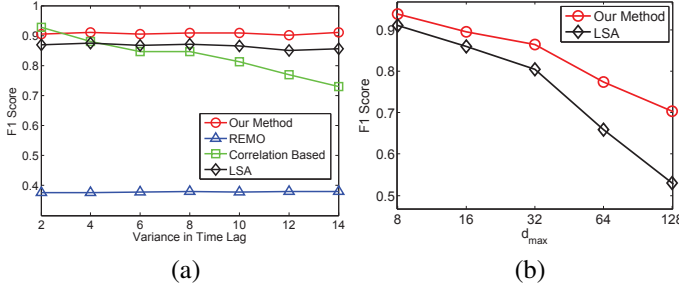 1
0.9
0.8
0.7
0.6
0.5
0.4
F1 Score
Our Method
REMO
Correlation Based
LSA
2 4 6 8 10 12 14
Variance in Time Lag
(a)
0.9
0.8
0.7
0.6
0.5
F1 Score
Our Method
LSA
8 16 32 64 128
d_max
(b)